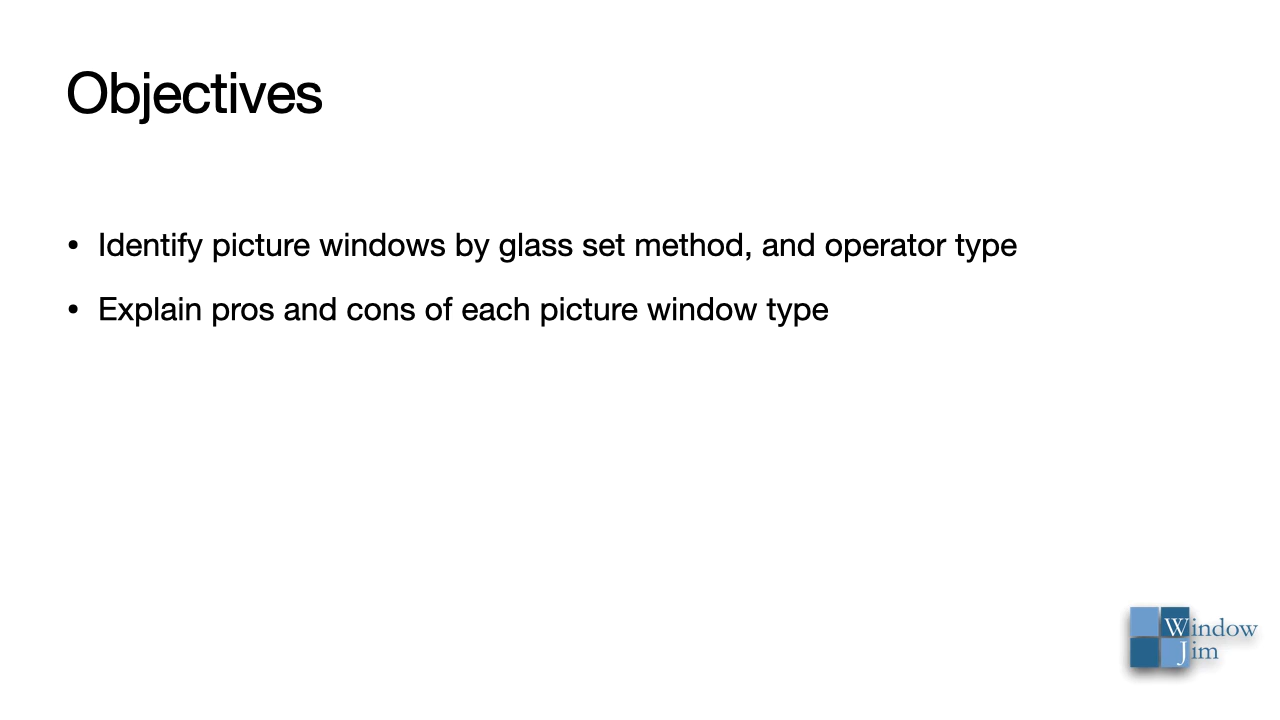 Objectives
• Identify picture windows by glass set method, and operator type
• Explain pros and cons of each picture window type
Window
Jim